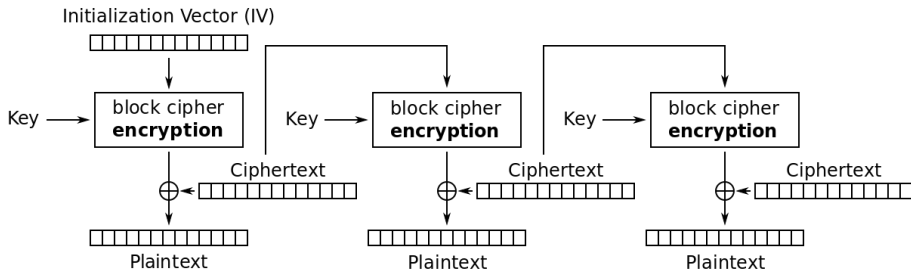 Initialization Vector (IV)
Key
block cipher
encryption
Ciphertext
Plaintext
Key
block cipher
encryption
Ciphertext
Plaintext
Key
block cipher
encryption
Ciphertext
Plaintext